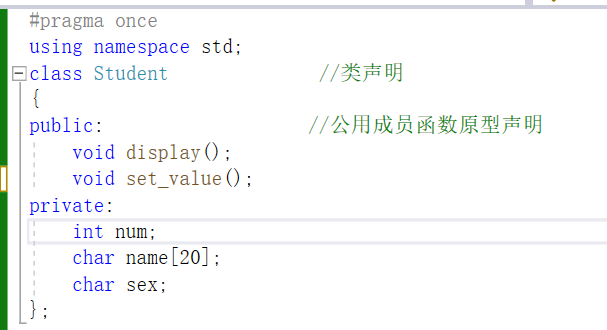 #pragma once
using namespace std;
class Student //类声明
{
public: //公用成员函数原型声明
void display();
void set_value();
private:
int num;
char name[20];
char sex;
};